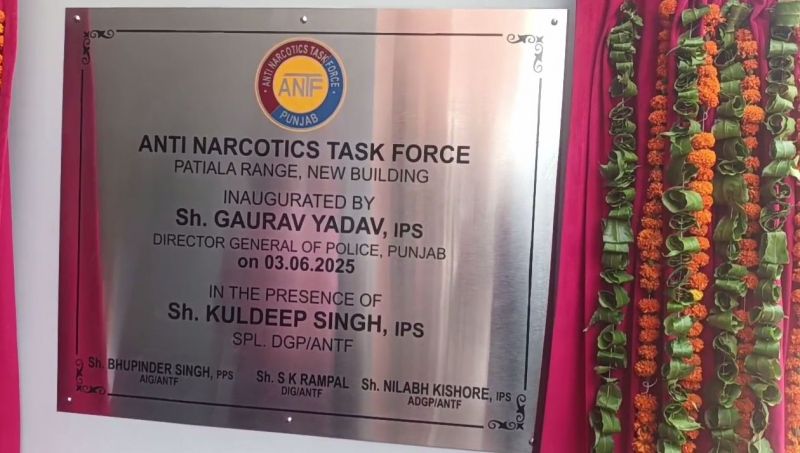 ANTI NARCOTICS TASK FORCE
ANTF
PUNJAB
ANTI NARCOTICS TASK FORCE
PATIALA RANGE, NEW BUILDING
INAUGURATED BY
Sh. GAURAV YADAV, IPS
DIRECTOR GENERAL OF POLICE, PUNJAB
on 03.06.2025
IN THE PRESENCE OF
Sh. KULDEEP SINGH, IPS
SPL. DGP/ANTF
Sh. BHUPINDER SINGH, PPS
AIG/ANTF
Sh. S K RAMPAL
DIG/ANTF
Sh. NILABH KISHORE, IPS
ADGP/ANTF